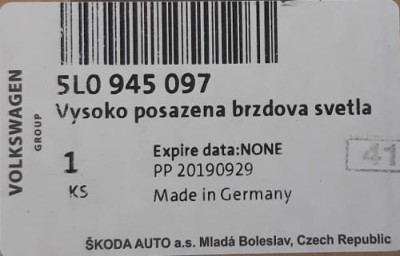 VOLKSWAGEN
GROUP
5L0 945 097
Vysoko posazena brzdova svetla
1
KS
Expire data:NONE
PP 20190929
Made in Germany
41
ŠKODA AUTO a.s. Mladá Boleslav, Czech Republic